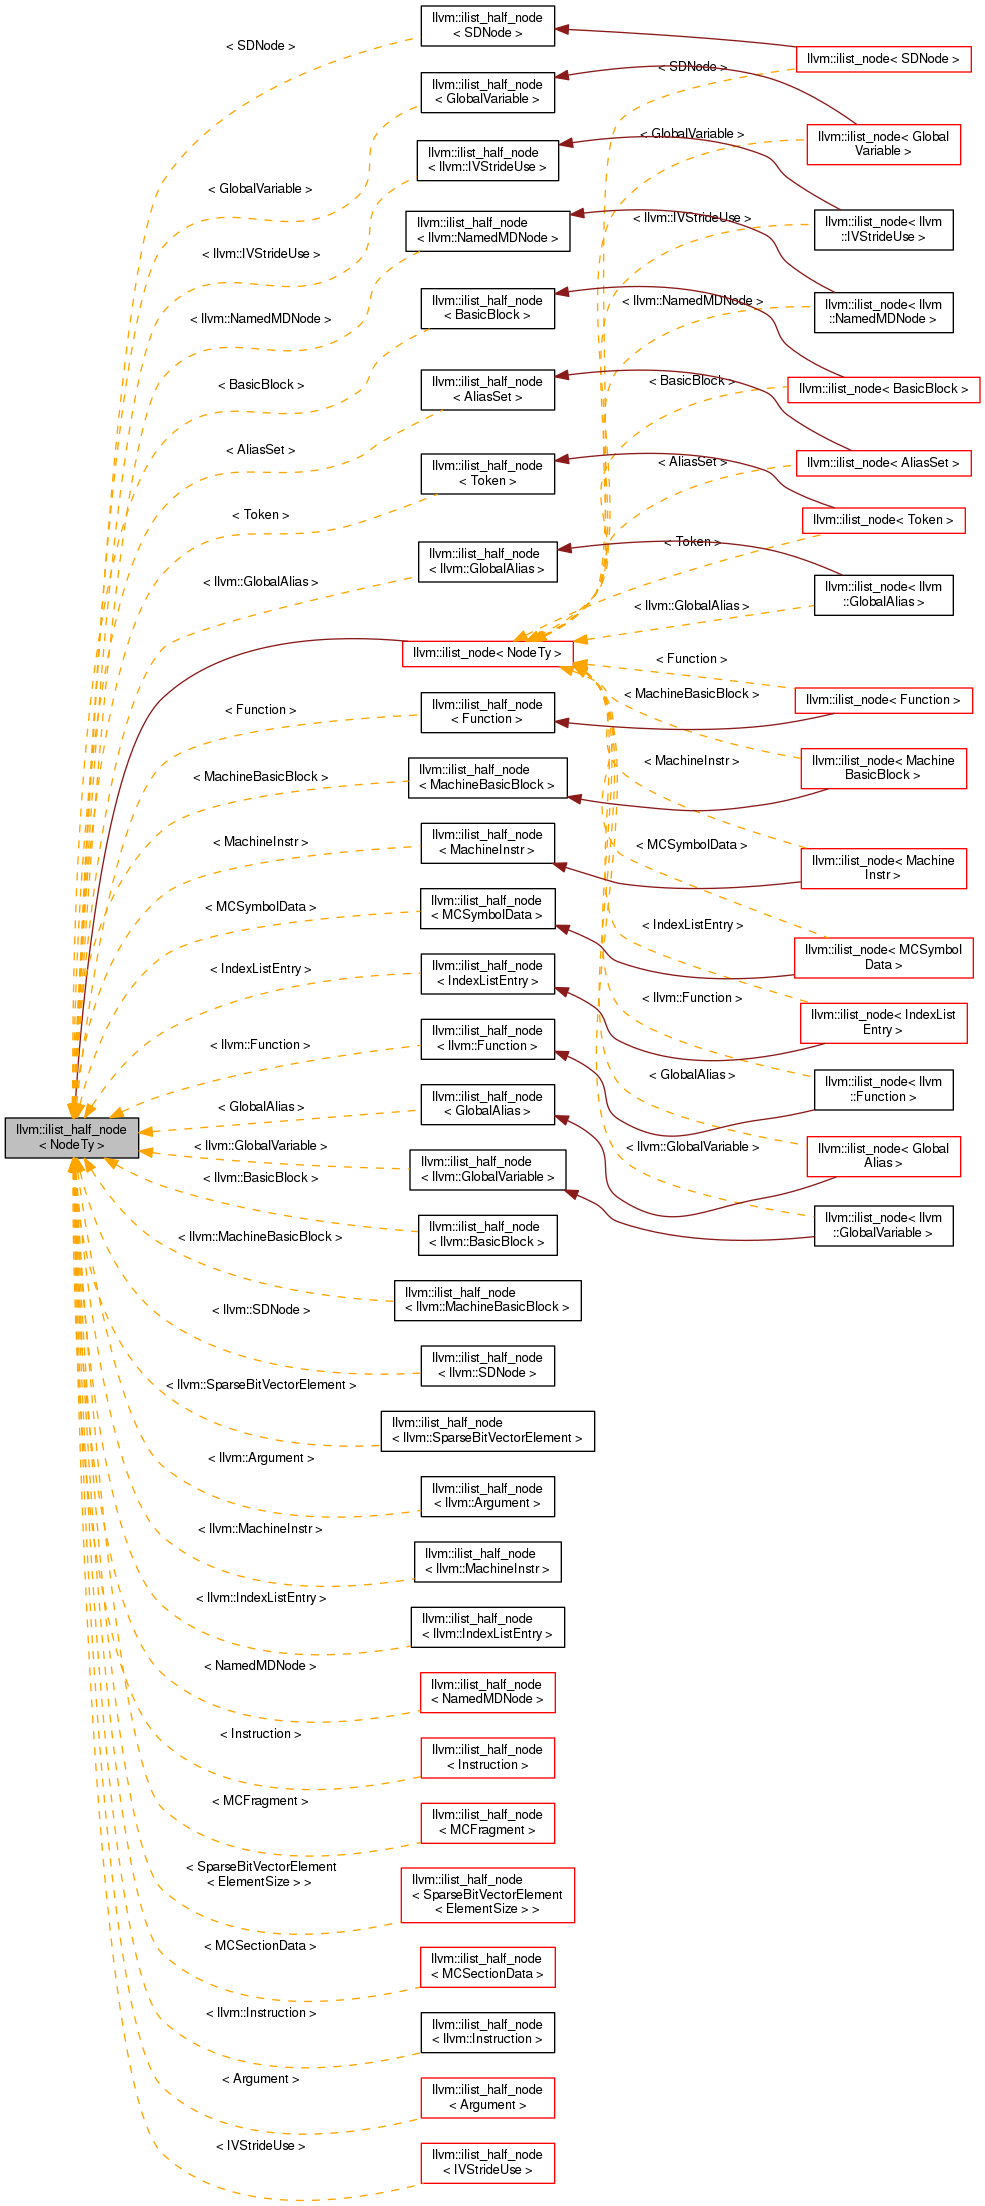 llvm::ilist_half_node
< SDNode >
< SDNode >
llvm::ilist_node< SDNode >
< SDNode >
llvm::ilist_half_node
< GlobalVariable >
< GlobalVariable >
llvm::ilist_node< Global
Variable >
< GlobalVariable >
llvm::ilist_half_node
< llvm::IVStrideUse >
< llvm::IVStrideUse >
llvm::ilist_node< llvm
::IVStrideUse >
< llvm::IVStrideUse >
llvm::ilist_half_node
< llvm::NamedMDNode >
< llvm::NamedMDNode >
llvm::ilist_node< llvm
::NamedMDNode >
< llvm::NamedMDNode >
llvm::ilist_half_node
< BasicBlock >
< BasicBlock >
llvm::ilist_node< BasicBlock >
< BasicBlock >
llvm::ilist_half_node
< AliasSet >
< AliasSet >
llvm::ilist_node< AliasSet >
< AliasSet >
llvm::ilist_half_node
< Token >
< Token >
llvm::ilist_node< Token >
< Token >
llvm::ilist_half_node
< llvm::GlobalAlias >
< llvm::GlobalAlias >
llvm::ilist_node< llvm
::GlobalAlias >
< llvm::GlobalAlias >
llvm::ilist_node< NodeTy >
< Function >
llvm::ilist_half_node
< Function >
< Function >
llvm::ilist_node< Function >
< MachineBasicBlock >
llvm::ilist_half_node
< MachineBasicBlock >
< MachineBasicBlock >
llvm::ilist_node< Machine
BasicBlock >
< MachineInstr >
llvm::ilist_half_node
< MachineInstr >
< MachineInstr >
llvm::ilist_node< Machine
Instr >
< MCSymbolData >
llvm::ilist_half_node
< MCSymbolData >
< MCSymbolData >
llvm::ilist_node< MCSymbol
Data >
< IndexListEntry >
llvm::ilist_half_node
< IndexListEntry >
< IndexListEntry >
llvm::ilist_node< IndexList
Entry >
< llvm::Function >
llvm::ilist_half_node
< llvm::Function >
< llvm::Function >
llvm::ilist_node< llvm
::Function >
< GlobalAlias >
llvm::ilist_half_node
< GlobalAlias >
< GlobalAlias >
llvm::ilist_node< Global
Alias >
llvm::ilist_half_node
< NodeTy >
< llvm::GlobalVariable >
llvm::ilist_half_node
< llvm::GlobalVariable >
< llvm::GlobalVariable >
llvm::ilist_node< llvm
::GlobalVariable >
< llvm::BasicBlock >
llvm::ilist_half_node
< llvm::BasicBlock >
< llvm::MachineBasicBlock >
llvm::ilist_half_node
< llvm::MachineBasicBlock >
< llvm::SDNode >
llvm::ilist_half_node
< llvm::SDNode >
< llvm::SparseBitVectorElement >
llvm::ilist_half_node
< llvm::SparseBitVectorElement >
< llvm::Argument >
llvm::ilist_half_node
< llvm::Argument >
< llvm::MachineInstr >
llvm::ilist_half_node
< llvm::MachineInstr >
< llvm::IndexListEntry >
llvm::ilist_half_node
< llvm::IndexListEntry >
< NamedMDNode >
llvm::ilist_half_node
< NamedMDNode >
< Instruction >
llvm::ilist_half_node
< Instruction >
< MCFragment >
llvm::ilist_half_node
< MCFragment >
< SparseBitVectorElement
< ElementSize > >
llvm::ilist_half_node
< SparseBitVectorElement
< ElementSize > >
< MCSectionData >
llvm::ilist_half_node
< MCSectionData >
< llvm::Instruction >
llvm::ilist_half_node
< llvm::Instruction >
< Argument >
llvm::ilist_half_node
< Argument >
< IVStrideUse >
llvm::ilist_half_node
< IVStrideUse >